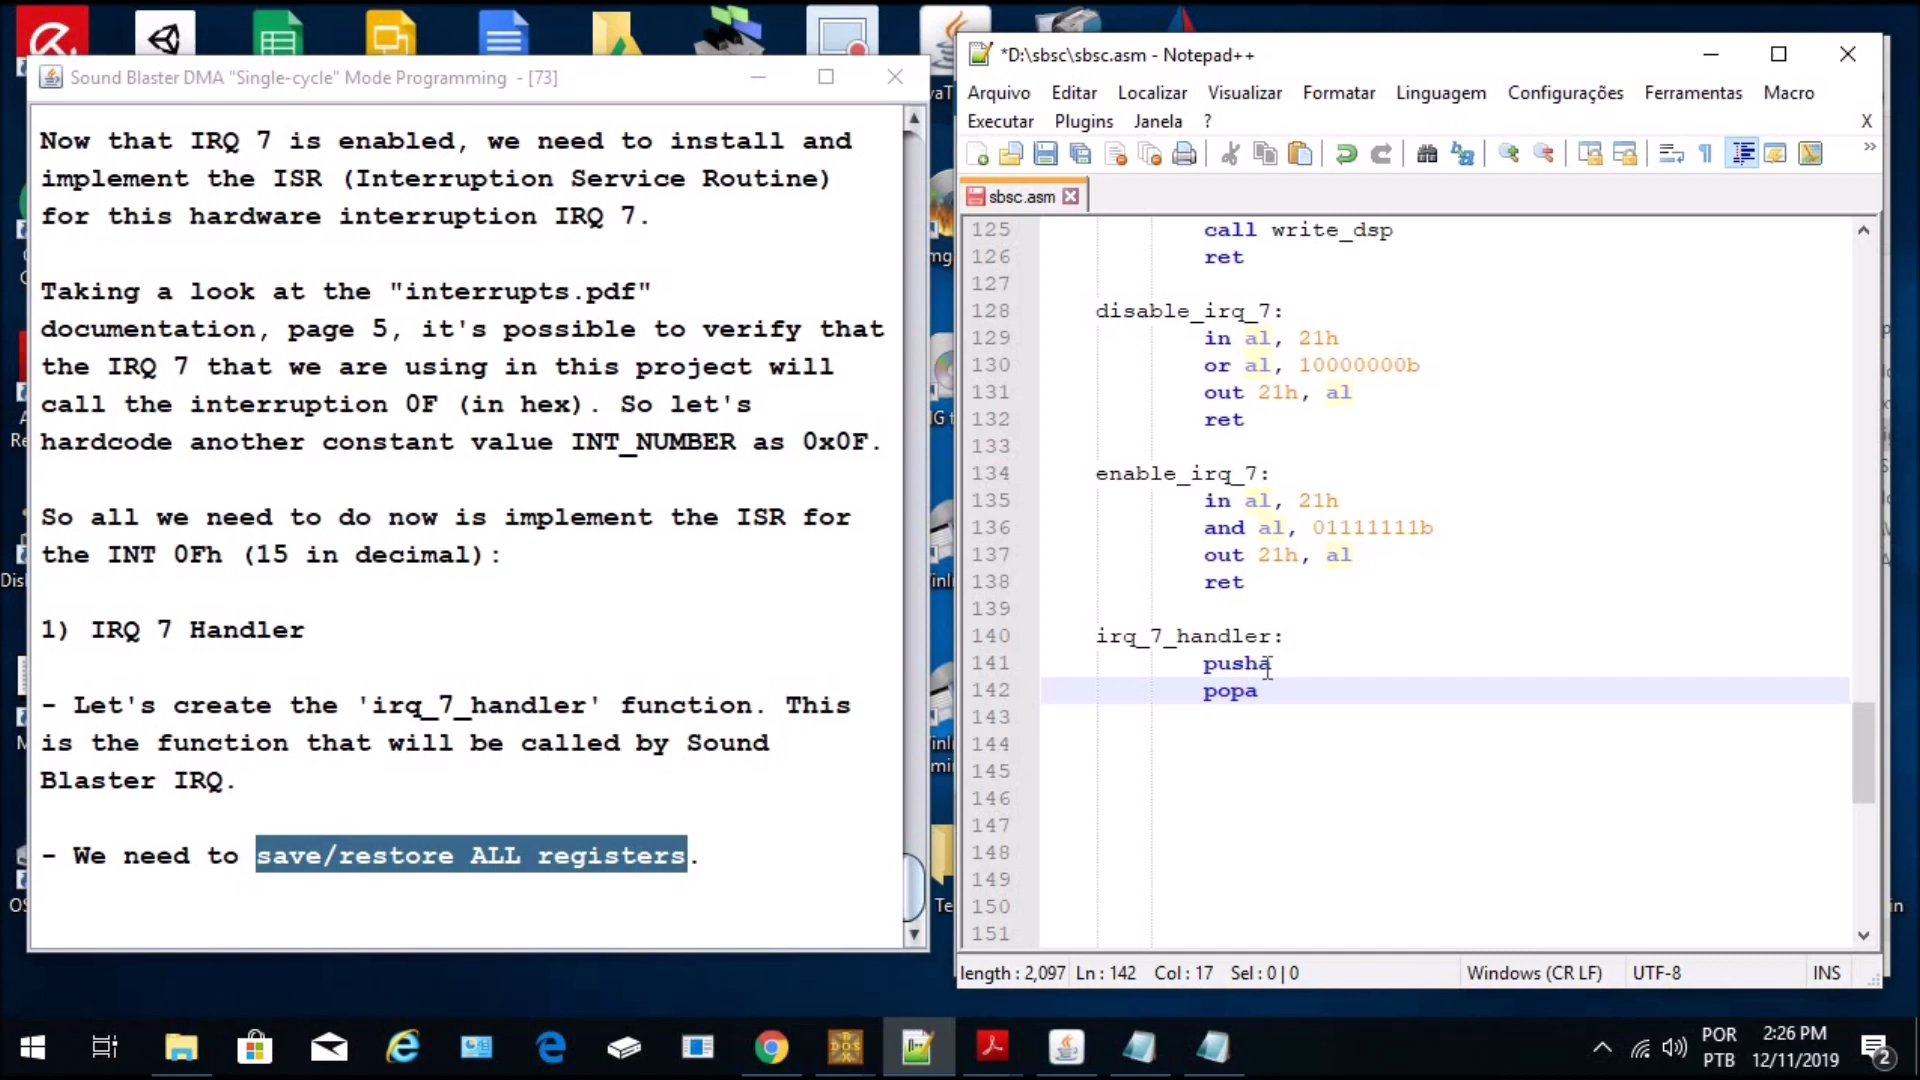 Sound Blaster DMA "Single-cycle" Mode Programming - [73]
Now that IRQ 7 is enabled, we need to install and
implement the ISR (Interruption Service Routine)
for this hardware interruption IRQ 7.
Taking a look at the "interrupts.pdf"
documentation, page 5, it's possible to verify that
the IRQ 7 that we are using in this project will
call the interruption 0F (in hex). So let's
hardcode another constant value INT_NUMBER as 0x0F.
So all we need to do now is implement the ISR for
the INT 0Fh (15 in decimal):
1) IRQ 7 Handler
- Let's create the 'irq_7_handler' function. This
is the function that will be called by Sound
Blaster IRQ.
- We need to save/restore ALL registers.
*D:\sbsc\sbsc.asm - Notepad++
Arquivo Editar Localizar Visualizar Formatar Linguagem Configurações Ferramentas Macro
Executar Plugins Janela ? X
sbsc.asm
125 call write_dsp
126 ret
127
128 disable_irq_7:
129 in al, 21h
130 or al, 10000000b
131 out 21h, al
132 ret
133
134 enable_irq_7:
135 in al, 21h
136 and al, 01111111b
137 out 21h, al
138 ret
139
140 irq_7_handler:
141 pusha
142 popa
143
144
145
146
147
148
149
150
151
length : 2,097 Ln : 142 Col : 17 Sel : 0 | 0 Windows (CR LF) UTF-8 INS
POR 2:26 PM
PTB 12/11/2019 2